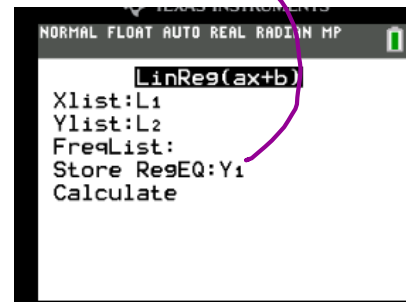 TEXAS INSTRUMENTS
NORMAL FLOAT AUTO REAL RADIAN MP
LinReg(ax+b)
Xlist:L₁
Ylist:L₂
FreqList:
Store RegEQ:Y₁
Calculate